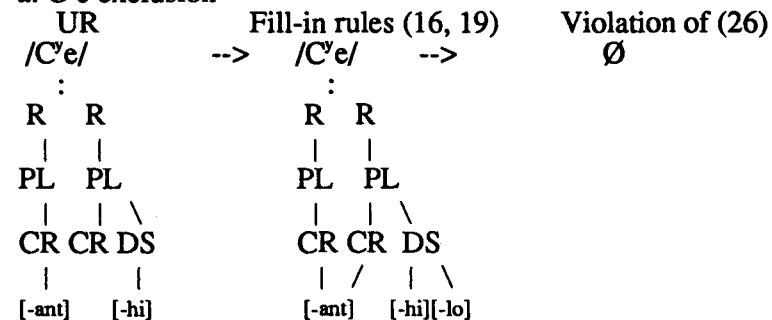 UR Fill-in rules (16, 19) Violation of (26)
/Cʸe/ --> /Cʸe/ --> Ø
: :
R R R R
| | | |
PL PL PL PL
| | \ | | \
CR CR DS CR CR DS
| | | / | \
[-ant] [-hi] [-ant] [-hi][-lo]